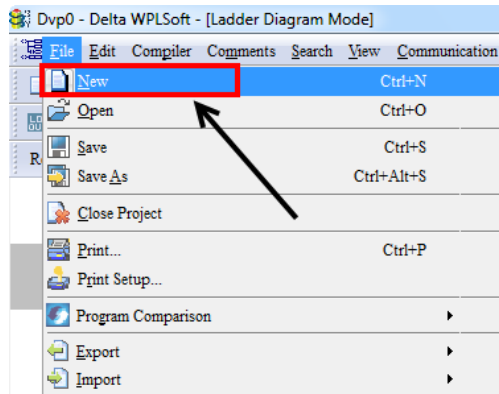 Dvp0 - Delta WPLSoft - [Ladder Diagram Mode]
File Edit Compiler Comments Search View Communication
New Ctrl+N
Open Ctrl+O
Save Ctrl+S
Save As Ctrl+Alt+S
Close Project
Print... Ctrl+P
Print Setup...
Program Comparison
Export
Import